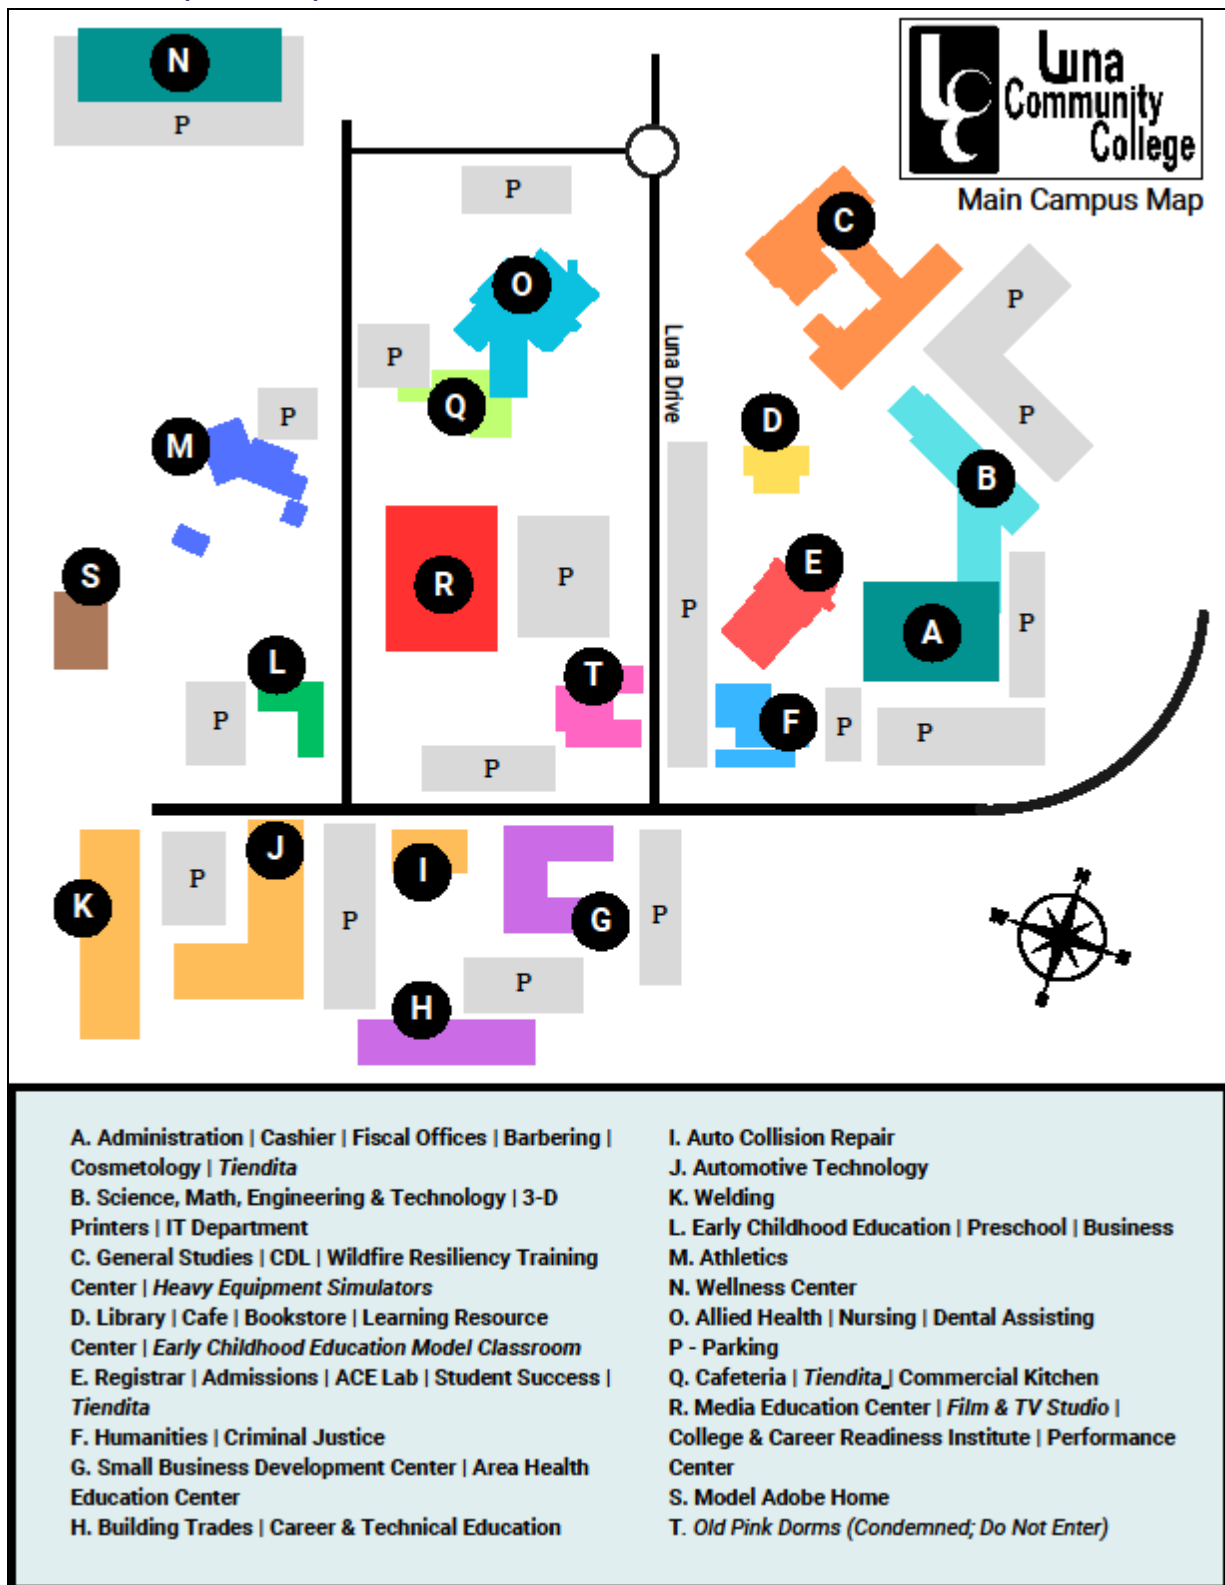 Luna
Community
College
Main Campus Map
N
P
P
C
O
P
P
Luna Drive
P
Q
D
P
M
P
B
S
R
P
E
P
A
P
L
T
P
F
P
P
P
J
I
K
P
P
G
P
P
H
N
A. Administration | Cashier | Fiscal Offices | Barbering |
Cosmetology | Tiendita
B. Science, Math, Engineering & Technology | 3-D
Printers | IT Department
C. General Studies | CDL | Wildfire Resiliency Training
Center | Heavy Equipment Simulators
D. Library | Cafe | Bookstore | Learning Resource
Center | Early Childhood Education Model Classroom
E. Registrar | Admissions | ACE Lab | Student Success |
Tiendita
F. Humanities | Criminal Justice
G. Small Business Development Center | Area Health
Education Center
H. Building Trades | Career & Technical Education
I. Auto Collision Repair
J. Automotive Technology
K. Welding
L. Early Childhood Education | Preschool | Business
M. Athletics
N. Wellness Center
O. Allied Health | Nursing | Dental Assisting
P - Parking
Q. Cafeteria | Tiendita | Commercial Kitchen
R. Media Education Center | Film & TV Studio |
College & Career Readiness Institute | Performance
Center
S. Model Adobe Home
T. Old Pink Dorms (Condemned; Do Not Enter)